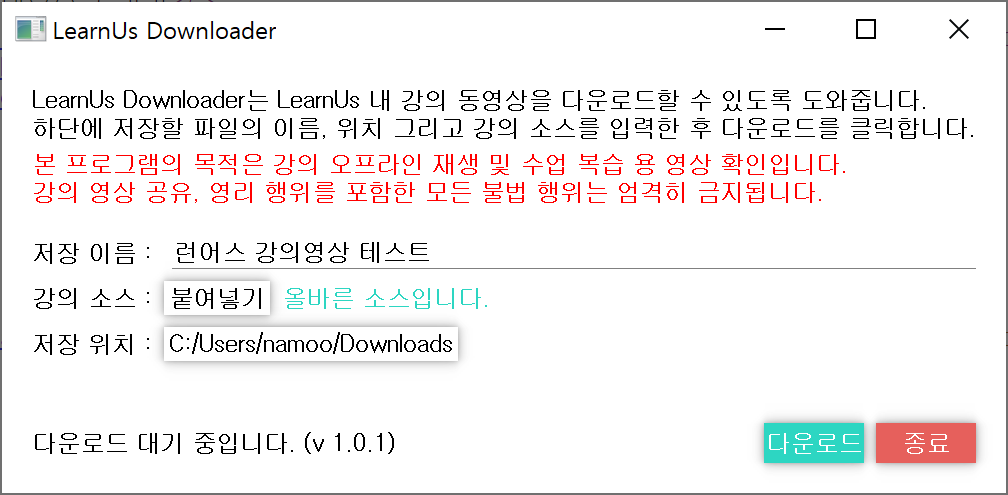 LearnUs Downloader
LearnUs Downloader는 LearnUs 내 강의 동영상을 다운로드할 수 있도록 도와줍니다.
하단에 저장할 파일의 이름, 위치 그리고 강의 소스를 입력한 후 다운로드를 클릭합니다.
본 프로그램의 목적은 강의 오프라인 재생 및 수업 복습 용 영상 확인입니다.
강의 영상 공유, 영리 행위를 포함한 모든 불법 행위는 엄격히 금지됩니다.
저장 이름 : 런어스 강의영상 테스트
강의 소스 : 붙여넣기 올바른 소스입니다.
저장 위치 : C:/Users/namoo/Downloads
다운로드 대기 중입니다. (v 1.0.1) 다운로드 종료